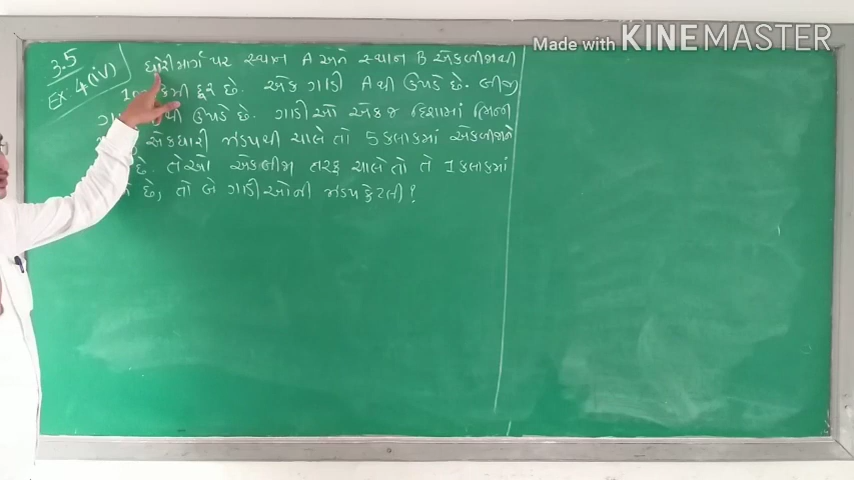 Made with KINEMASTER
3.5
Ex 4(iv)
ધોરીમાર્ગ પર સ્થાન A અને સ્થાન B એકબીજાથી
દૂર છે. એક ગાડી A થી ઉપડે છે. બીજી
ઉપડે છે. ગાડીઓ એક જ દિશામાં ભિન્ન
એકધારી ઝડપથી ચાલે તો 5 કલાકમાં એકબીજાને
છે. તેઓ એકબીજા તરફ ચાલે તો તે 1 કલાકમાં
છે, તો બે ગાડીઓની ઝડપ કેટલી?